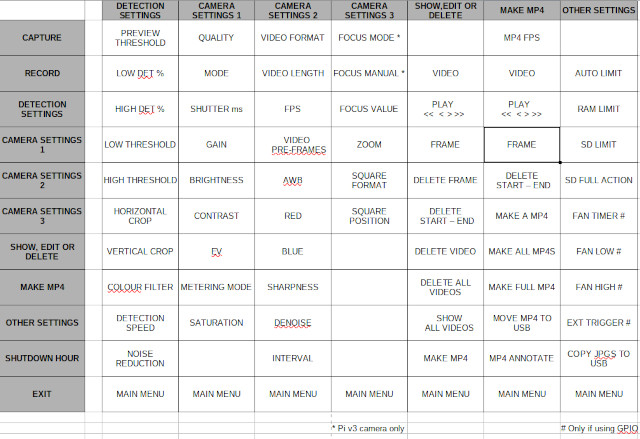 DETECTION SETTINGS CAMERA SETTINGS 1 CAMERA SETTINGS 2 CAMERA SETTINGS 3 SHOW,EDIT OR DELETE MAKE MP4 OTHER SETTINGS
CAPTURE PREVIEW THRESHOLD QUALITY VIDEO FORMAT FOCUS MODE * MP4 FPS
RECORD LOW DET % MODE VIDEO LENGTH FOCUS MANUAL * VIDEO VIDEO AUTO LIMIT
DETECTION SETTINGS HIGH DET % SHUTTER ms FPS FOCUS VALUE PLAY << < > >> PLAY << < > >> RAM LIMIT
CAMERA SETTINGS 1 LOW THRESHOLD GAIN VIDEO PRE-FRAMES ZOOM FRAME FRAME SD LIMIT
CAMERA SETTINGS 2 HIGH THRESHOLD BRIGHTNESS AWB SQUARE FORMAT DELETE FRAME DELETE START – END SD FULL ACTION
CAMERA SETTINGS 3 HORIZONTAL CROP CONTRAST RED SQUARE POSITION DELETE START – END MAKE A MP4 FAN TIMER #
SHOW, EDIT OR DELETE VERTICAL CROP EV BLUE DELETE VIDEO MAKE ALL MP4S FAN LOW #
MAKE MP4 COLOUR FILTER METERING MODE SHARPNESS DELETE ALL VIDEOS MAKE FULL MP4 FAN HIGH #
OTHER SETTINGS DETECTION SPEED SATURATION DENOISE SHOW ALL VIDEOS MOVE MP4 TO USB EXT TRIGGER #
SHUTDOWN HOUR NOISE REDUCTION INTERVAL MAKE MP4 MP4 ANNOTATE COPY JPGS TO USB
EXIT MAIN MENU MAIN MENU MAIN MENU MAIN MENU MAIN MENU MAIN MENU MAIN MENU
* Pi v3 camera only # Only if using GPIO